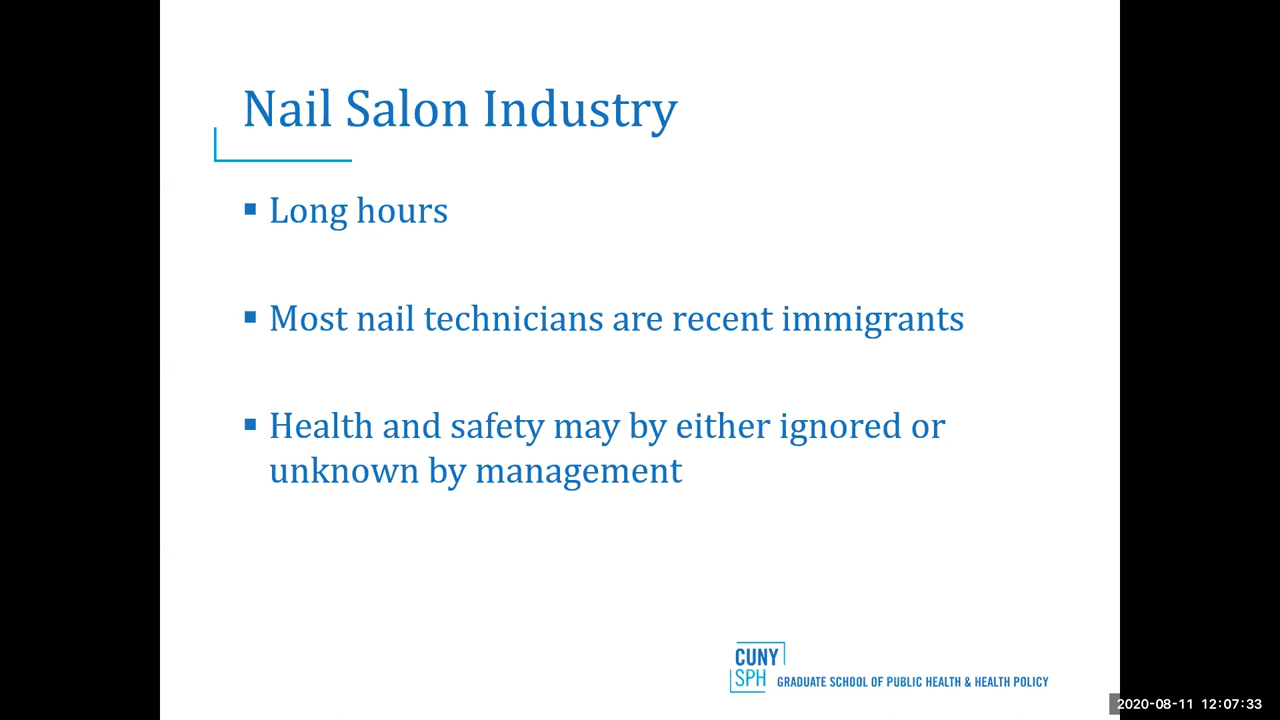 Nail Salon Industry
▪ Long hours
▪ Most nail technicians are recent immigrants
▪ Health and safety may by either ignored or
unknown by management
CUNY
SPH GRADUATE SCHOOL OF PUBLIC HEALTH & HEALTH POLICY
2020-08-11 12:07:33